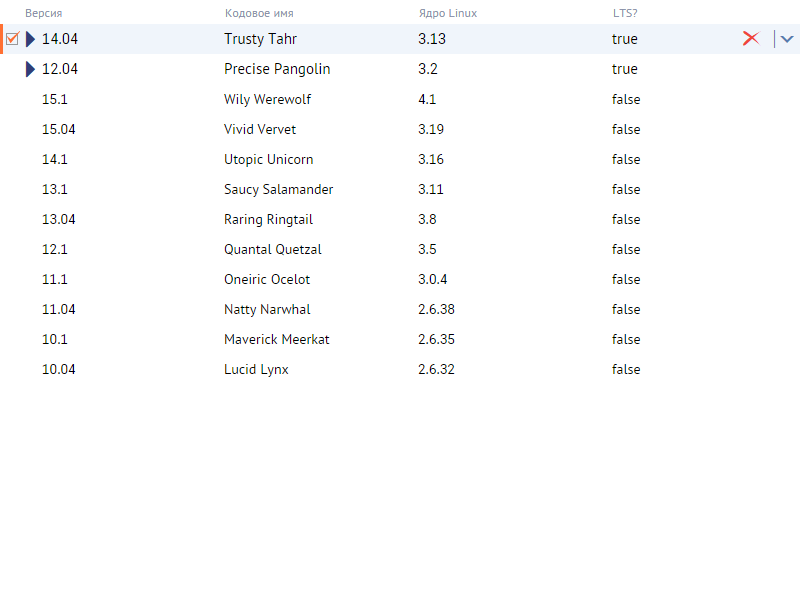 Версия Кодовое имя Ядро Linux LTS?
14.04 Trusty Tahr 3.13 true
12.04 Precise Pangolin 3.2 true
15.1 Wily Werewolf 4.1 false
15.04 Vivid Vervet 3.19 false
14.1 Utopic Unicorn 3.16 false
13.1 Saucy Salamander 3.11 false
13.04 Raring Ringtail 3.8 false
12.1 Quantal Quetzal 3.5 false
11.1 Oneiric Ocelot 3.0.4 false
11.04 Natty Narwhal 2.6.38 false
10.1 Maverick Meerkat 2.6.35 false
10.04 Lucid Lynx 2.6.32 false